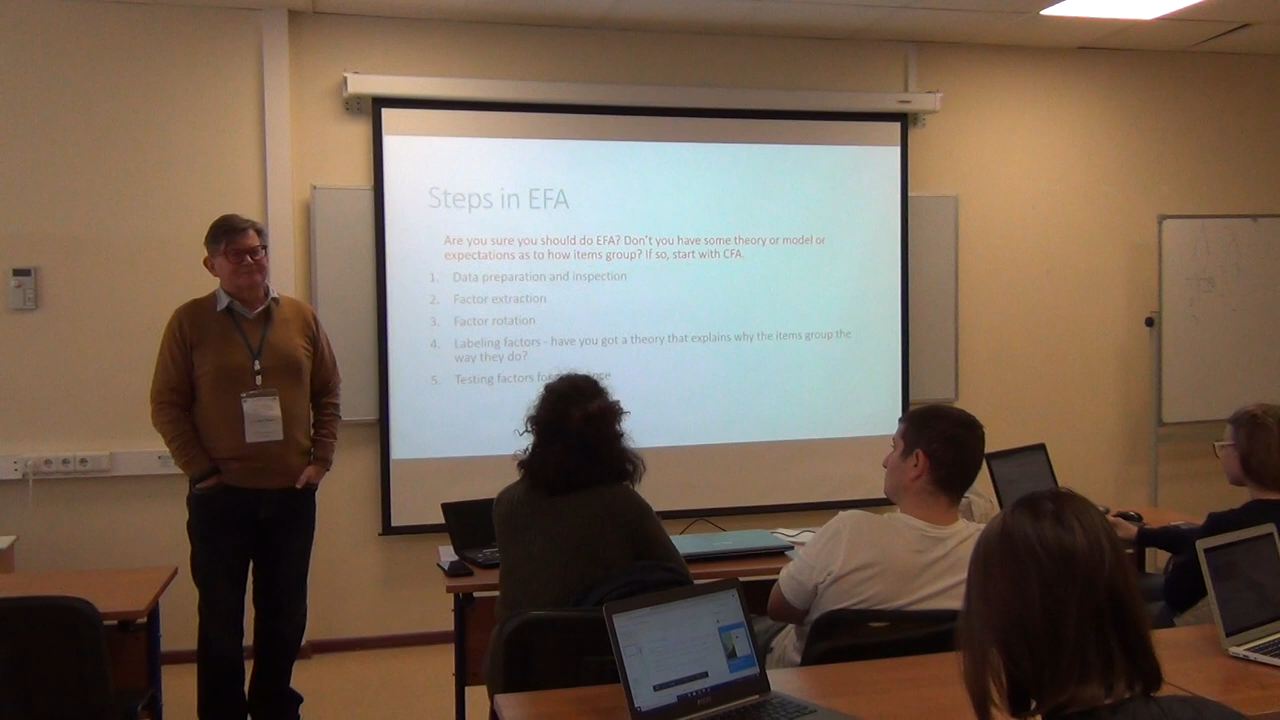 Steps in EFA
Are you sure you should do EFA? Don't you have some theory or model or
expectations as to how items group? If so, start with CFA.
1. Data preparation and inspection
2. Factor extraction
3. Factor rotation
4. Labeling factors - have you got a theory that explains why the items group the
way they do?
5. Testing factors